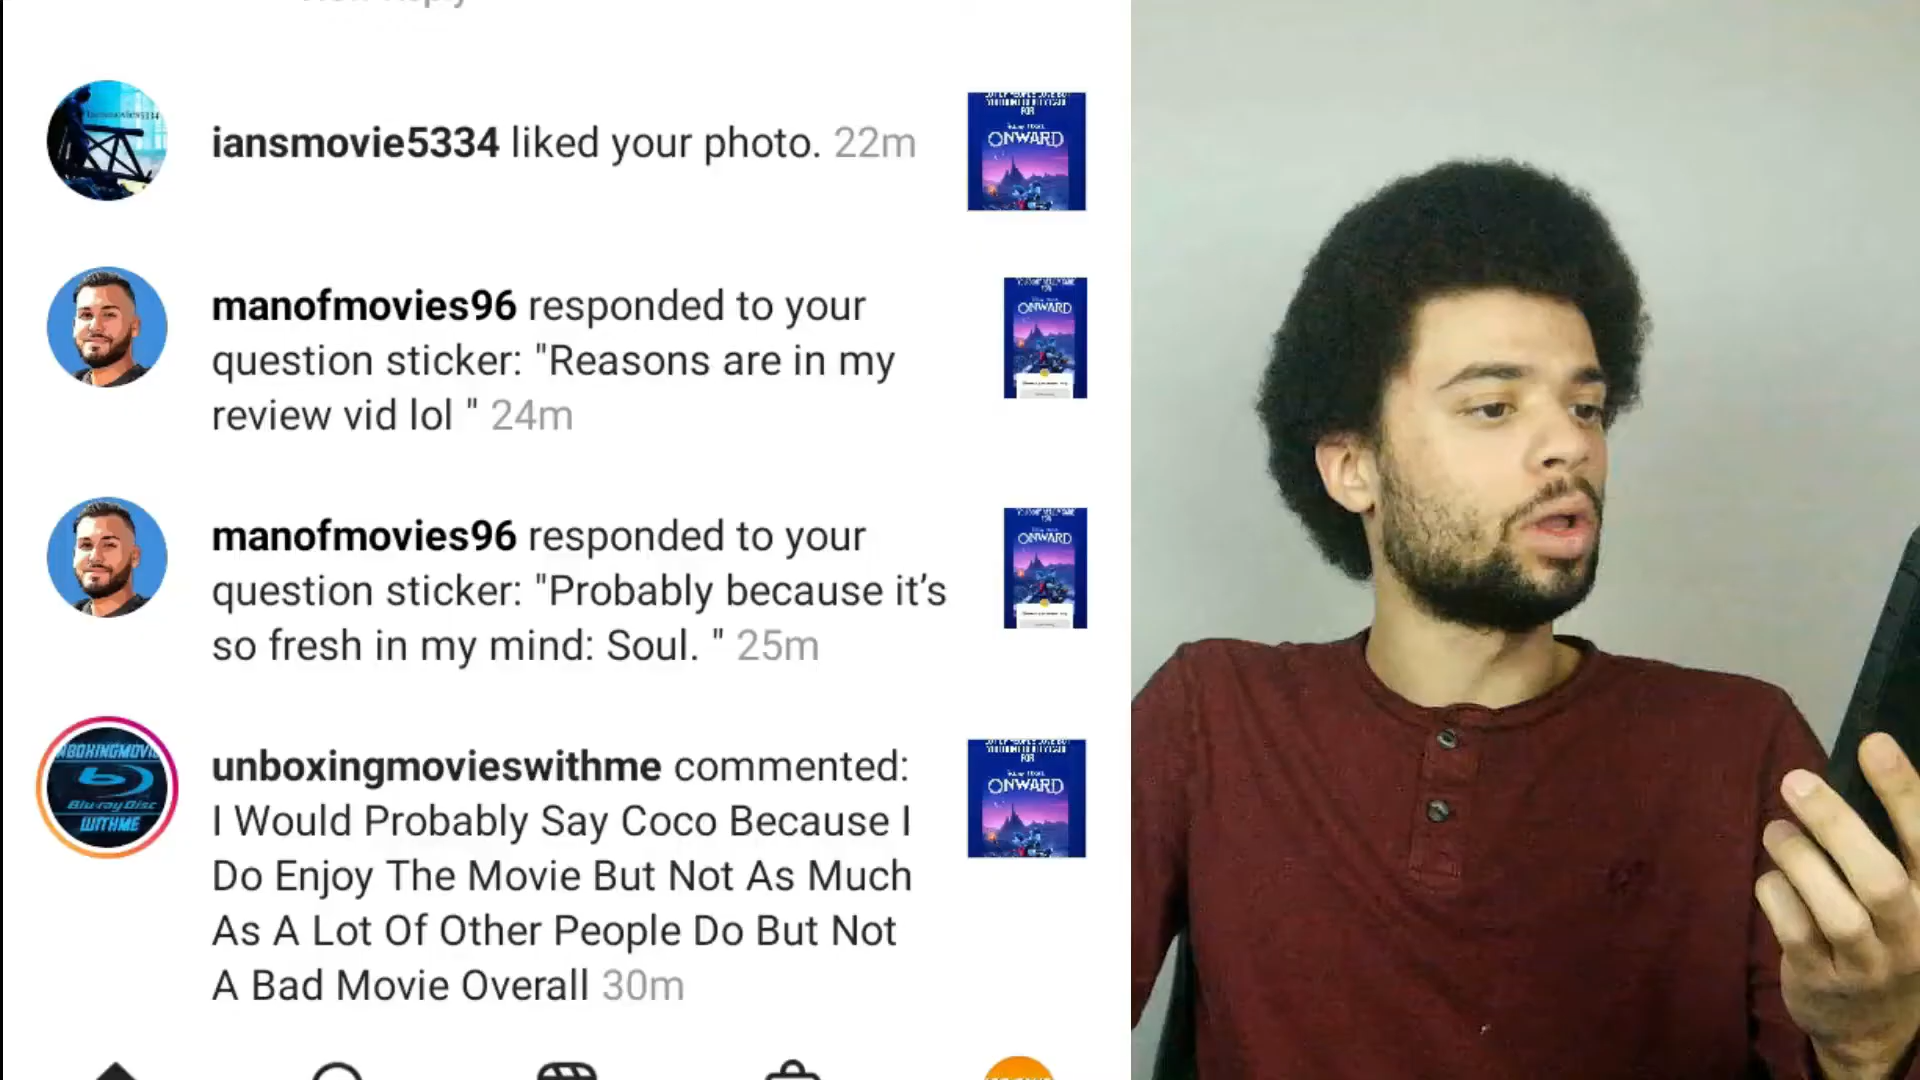 iansmovie5334 liked your photo. 22m
ONWARD
manofmovies96 responded to your
question sticker: "Reasons are in my
review vid lol " 24m
ONWARD
manofmovies96 responded to your
question sticker: "Probably because it's
so fresh in my mind: Soul. " 25m
ONWARD
unboxingmovieswithme commented:
I Would Probably Say Coco Because I
Do Enjoy The Movie But Not As Much
As A Lot Of Other People Do But Not
A Bad Movie Overall 30m
Blu-ray Disc
WITHME
ONWARD